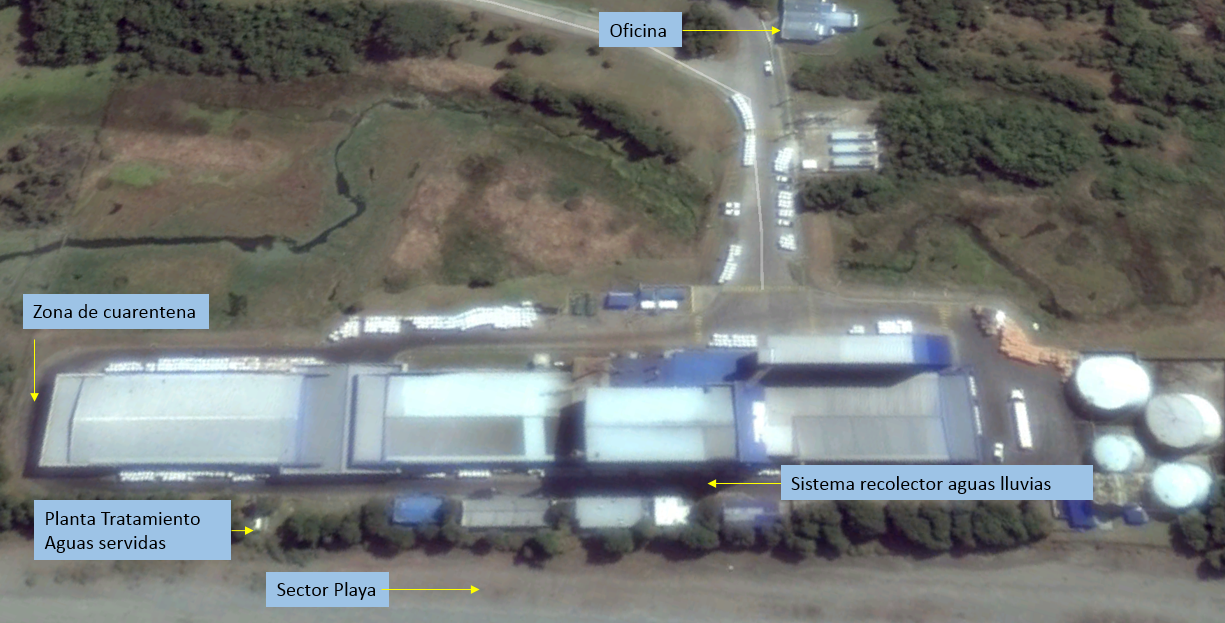 Oficina
Zona de cuarentena
Sistema recolector aguas lluvias
Planta Tratamiento
Aguas servidas
Sector Playa